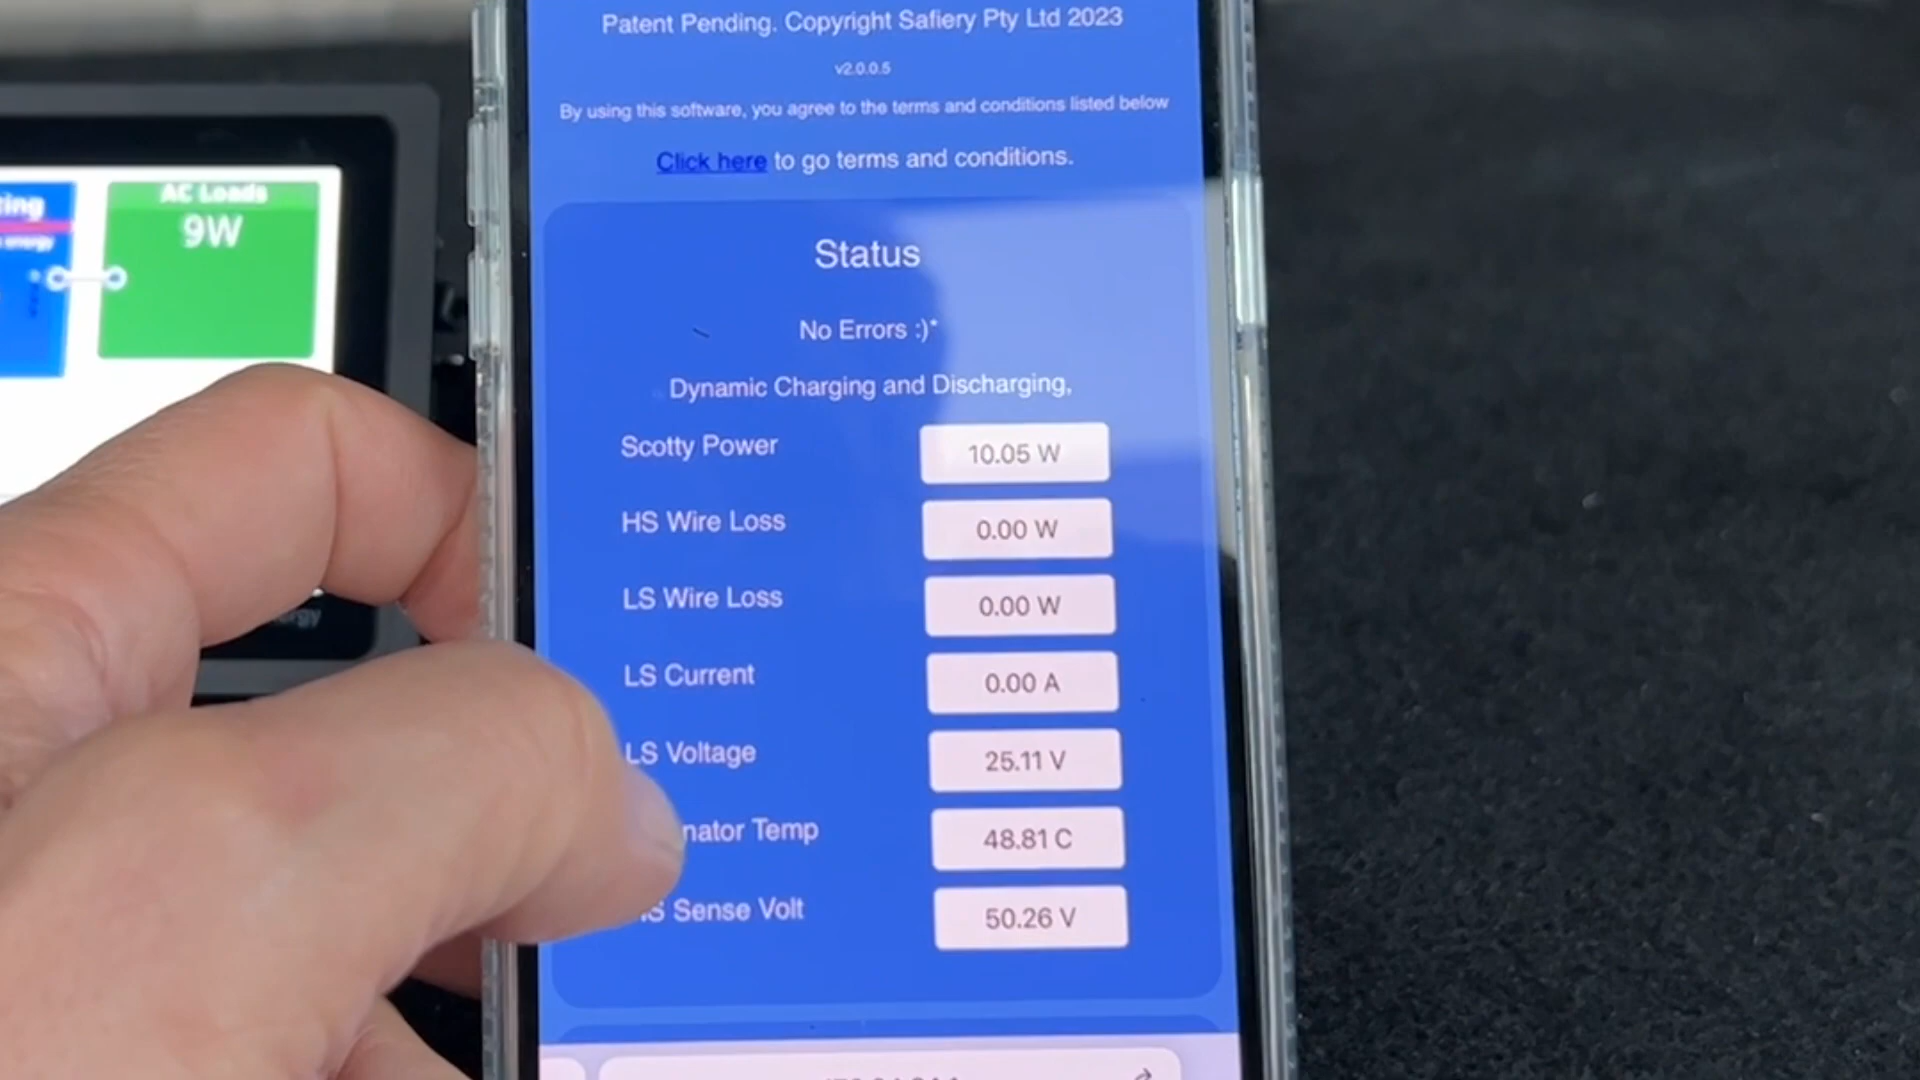 Patent Pending. Copyright Safiery Pty Ltd 2023
v2.0.0.5
By using this software, you agree to the terms and conditions listed below
Click here to go terms and conditions.
Status
No Errors :)*
Dynamic Charging and Discharging,
Scotty Power 10.05 W
HS Wire Loss 0.00 W
LS Wire Loss 0.00 W
LS Current 0.00 A
LS Voltage 25.11 V
nator Temp 48.81 C
S Sense Volt 50.26 V
ting
energy
AC Loads
9W